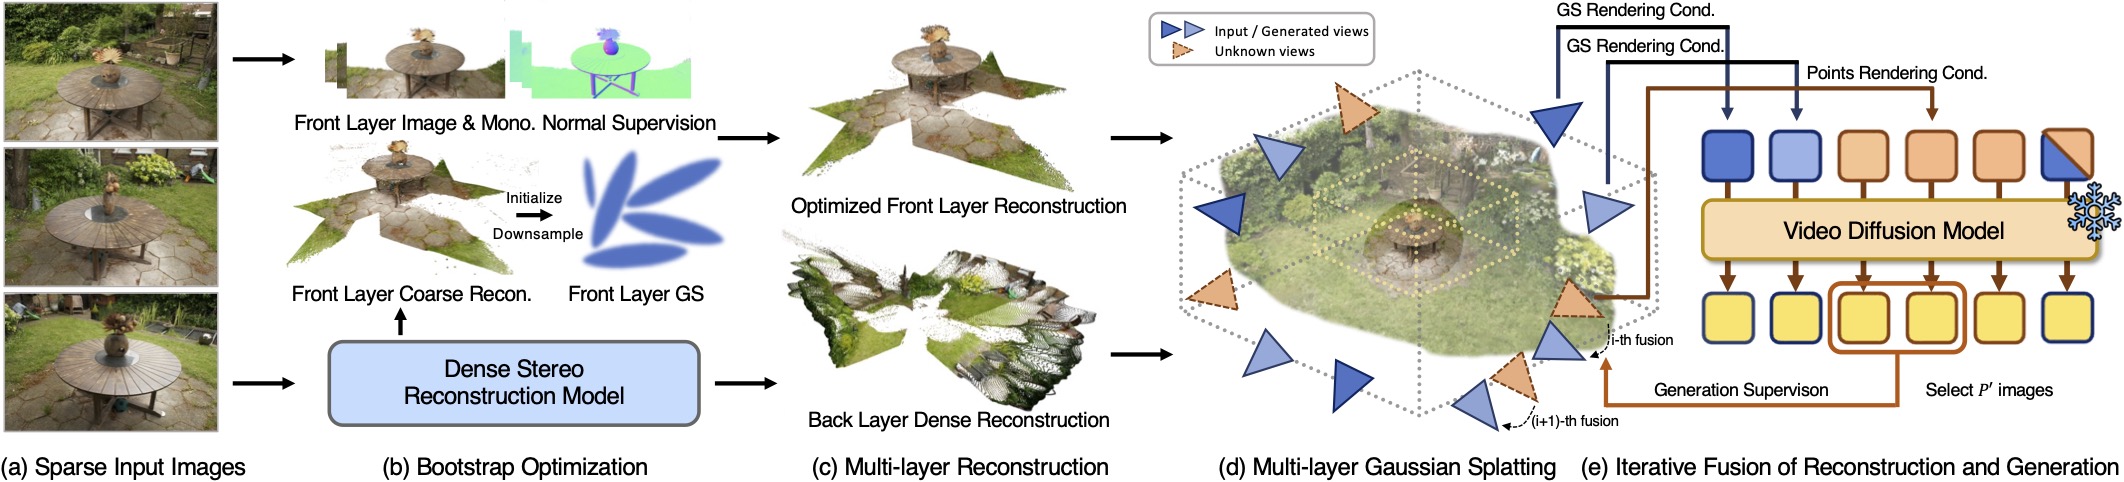 Front Layer Image & Mono. Normal Supervision
Front Layer Coarse Recon.
Initialize
Downsample
Front Layer GS
Dense Stereo
Reconstruction Model
Optimized Front Layer Reconstruction
Back Layer Dense Reconstruction
Input / Generated views
Unknown views
i-th fusion
(i+1)-th fusion
GS Rendering Cond.
GS Rendering Cond.
Points Rendering Cond.
Video Diffusion Model
Generation Supervison
Select P′ images
(a) Sparse Input Images
(b) Bootstrap Optimization
(c) Multi-layer Reconstruction
(d) Multi-layer Gaussian Splatting
(e) Iterative Fusion of Reconstruction and Generation